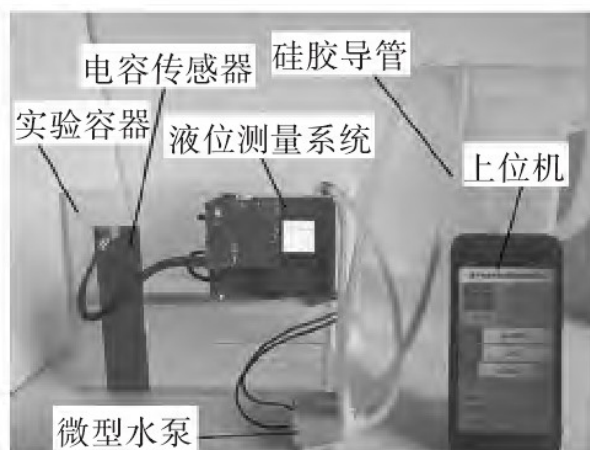 电容传感器
硅胶导管
实验容器
液位测量系统
上位机
微型水泵